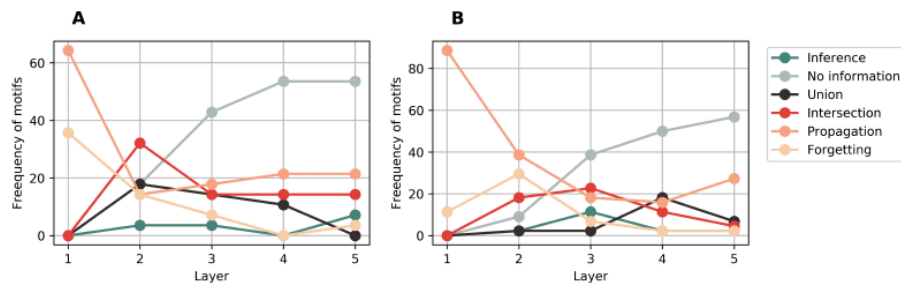 A
B
Freequency of motifs
60
40
20
0
1 2 3 4 5
Layer
Freequency of motifs
100
80
60
40
20
0
1 2 3 4 5
Layer
Inference
No information
Union
Intersection
Propagation
Forgetting